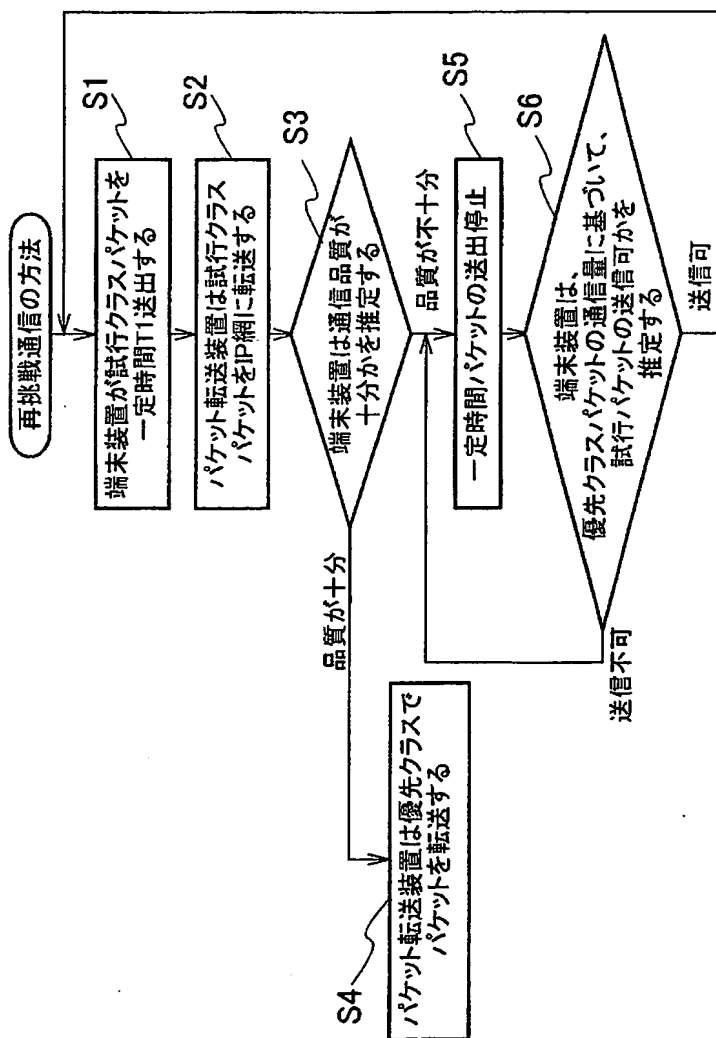 再挑戦通信の方法
S1
端末装置が試行クラスパケットを
一定時間T1送出する
S2
パケット転送装置は試行クラス
パケットをIP網に転送する
S3
端末装置は通信品質が
十分かを推定する
品質が十分
品質が不十分
S4
パケット転送装置は優先クラスで
パケットを転送する
S5
一定時間パケットの送出停止
S6
端末装置は、
優先クラスパケットの通信量に基づいて、
試行パケットの送信可かを
推定する
送信不可
送信可